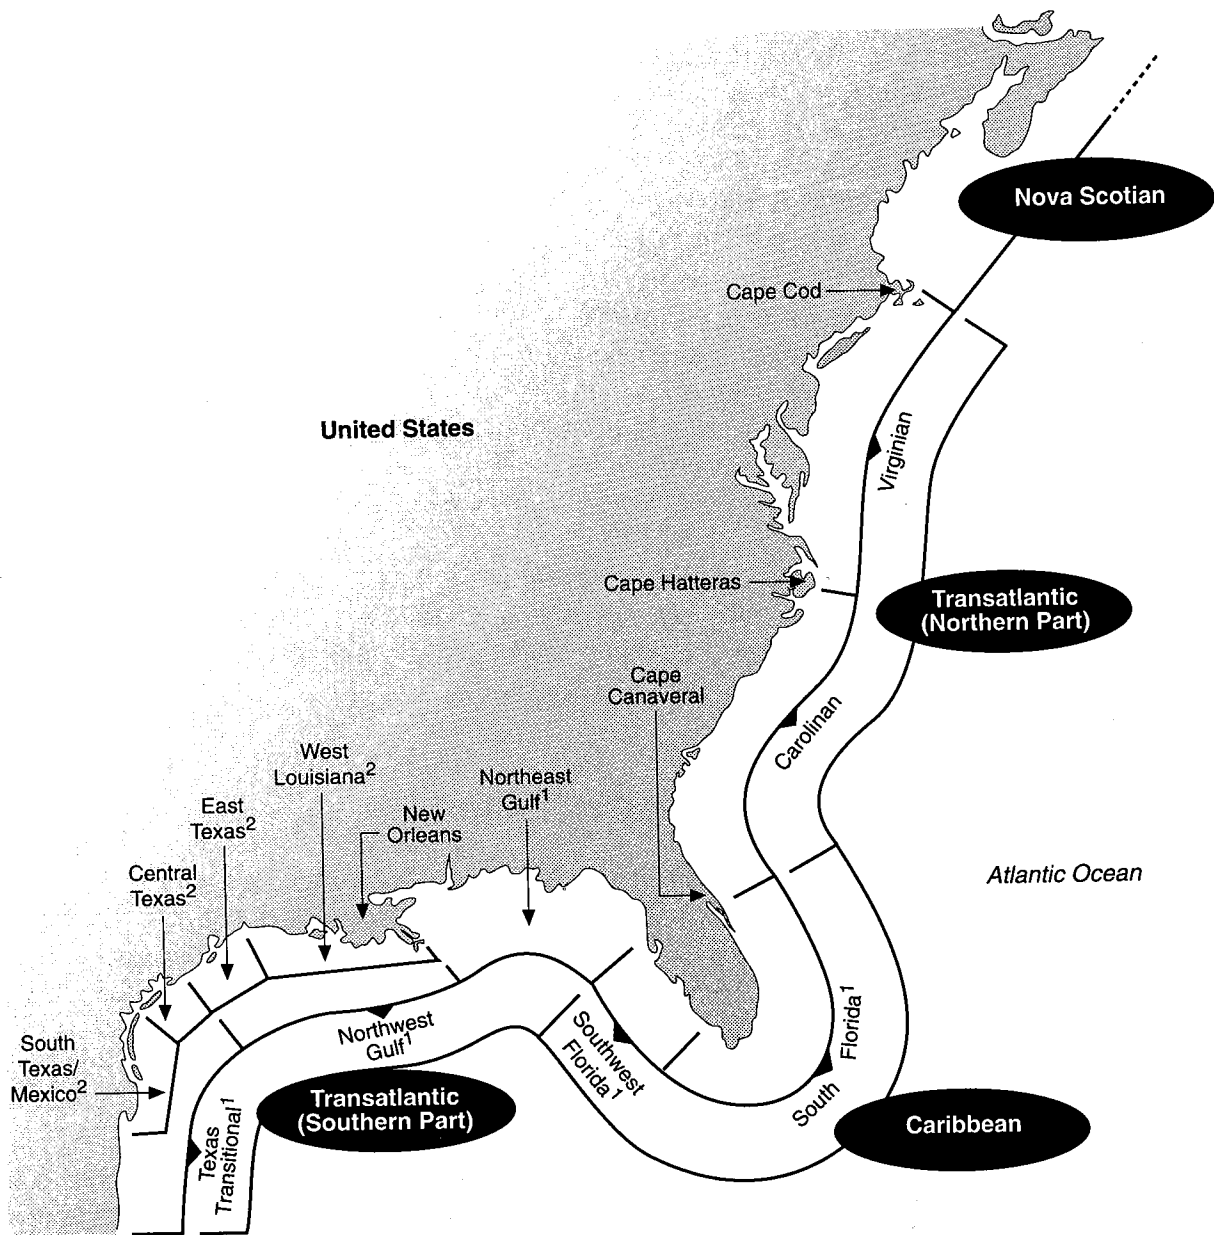 Nova Scotian
Cape Cod
United States
Virginian
Cape Hatteras
Transatlantic
(Northern Part)
Cape
Canaveral
Carolinan
West
Louisiana²
Northeast
Gulf¹
East
Texas²
New
Orleans
Central
Texas²
Atlantic Ocean
South
Texas/
Mexico²
Northwest
Gulf¹
Southwest
Florida¹
South
Florida¹
Transatlantic
(Southern Part)
Caribbean
Texas
Transitional¹